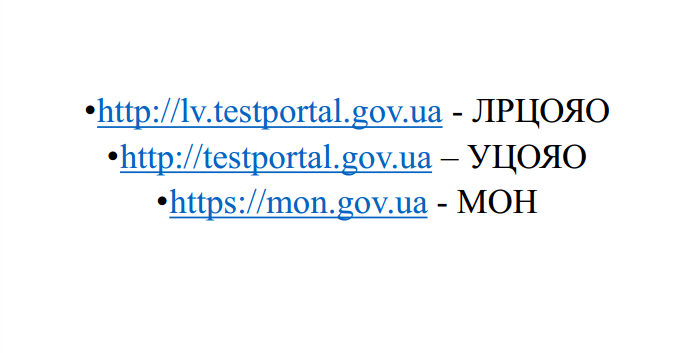 •http://lv.testportal.gov.ua - ЛРЦОЯО
•http://testportal.gov.ua – УЦОЯО
•https://mon.gov.ua - МОН